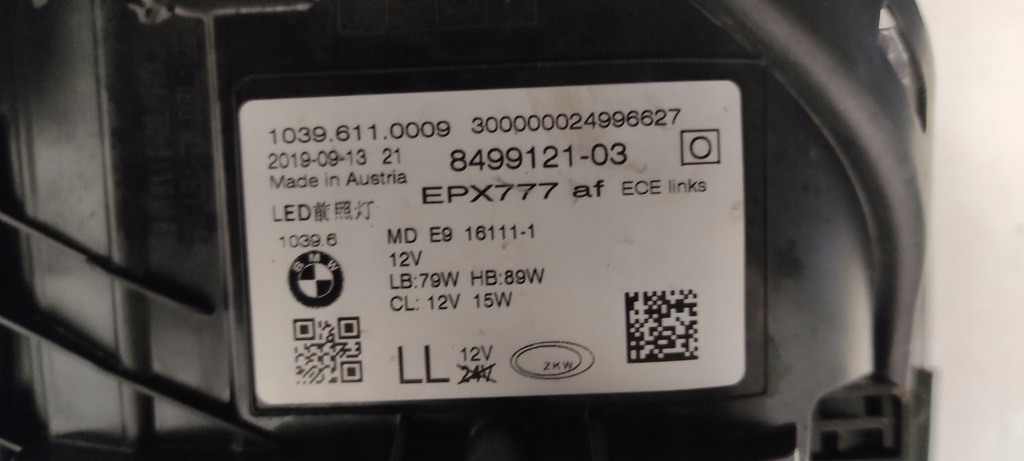 1039.611.0009 300000024996627
2019-09-13 21 8499121-03 O
Made in Austria EPX777 af ECE links
LED前照灯
1039.6 MD E9 16111-1
12V
BMW LB:79W HB:89W
CL: 12V 15W
LL 12V ZKW
24V